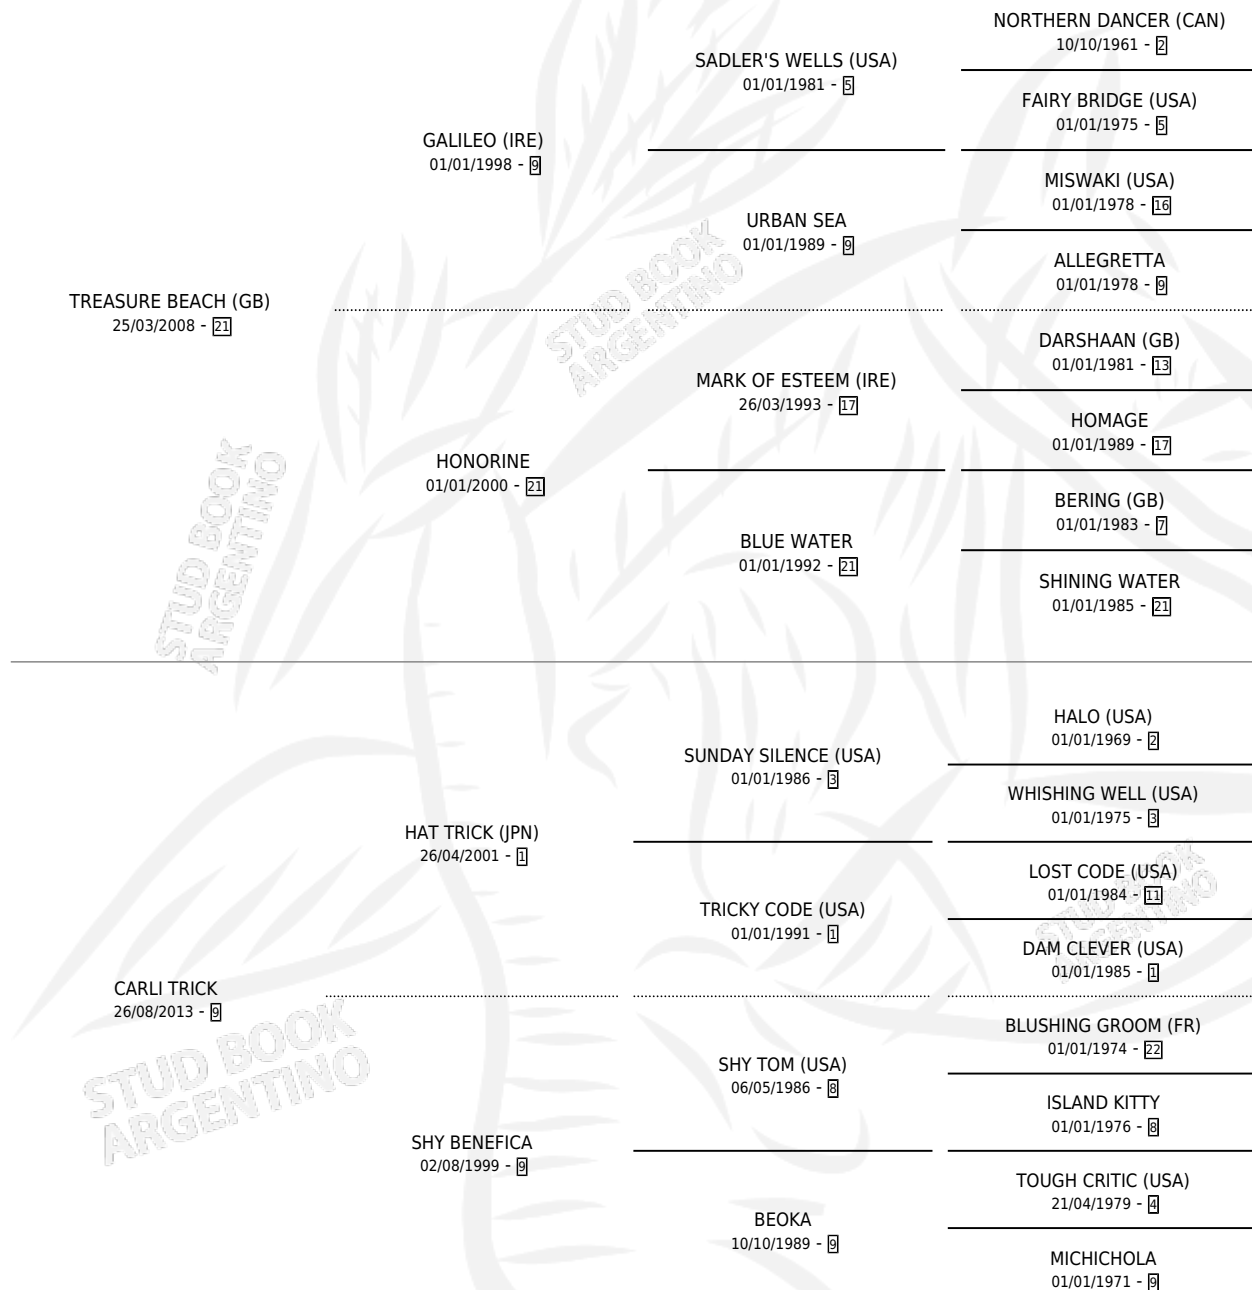 NORTHERN DANCER (CAN)
10/10/1961 - 2
SADLER'S WELLS (USA)
01/01/1981 - 5
FAIRY BRIDGE (USA)
01/01/1975 - 5
GALILEO (IRE)
01/01/1998 - 9
MISWAKI (USA)
01/01/1978 - 16
URBAN SEA
01/01/1989 - 9
ALLEGRETTA
01/01/1978 - 9
TREASURE BEACH (GB)
25/03/2008 - 21
STUD BOOK
ARGENTINO
DARSHAAN (GB)
01/01/1981 - 13
MARK OF ESTEEM (IRE)
26/03/1993 - 17
HOMAGE
01/01/1989 - 17
HONORINE
01/01/2000 - 21
BERING (GB)
01/01/1983 - 7
BLUE WATER
01/01/1992 - 21
SHINING WATER
01/01/1985 - 21
STUD BOOK
ARGENTINO
HALO (USA)
01/01/1969 - 2
SUNDAY SILENCE (USA)
01/01/1986 - 3
WHISHING WELL (USA)
01/01/1975 - 3
HAT TRICK (JPN)
26/04/2001 - 1
LOST CODE (USA)
01/01/1984 - 11
TRICKY CODE (USA)
01/01/1991 - 1
STUD BOOK
ARGENTINO
DAM CLEVER (USA)
01/01/1985 - 1
CARLI TRICK
26/08/2013 - 9
STUD BOOK
ARGENTINO
BLUSHING GROOM (FR)
01/01/1974 - 22
SHY TOM (USA)
06/05/1986 - 8
ISLAND KITTY
01/01/1976 - 8
SHY BENEFICA
02/08/1999 - 9
TOUGH CRITIC (USA)
21/04/1979 - 4
BEOKA
10/10/1989 - 9
MICHICHOLA
01/01/1971 - 9